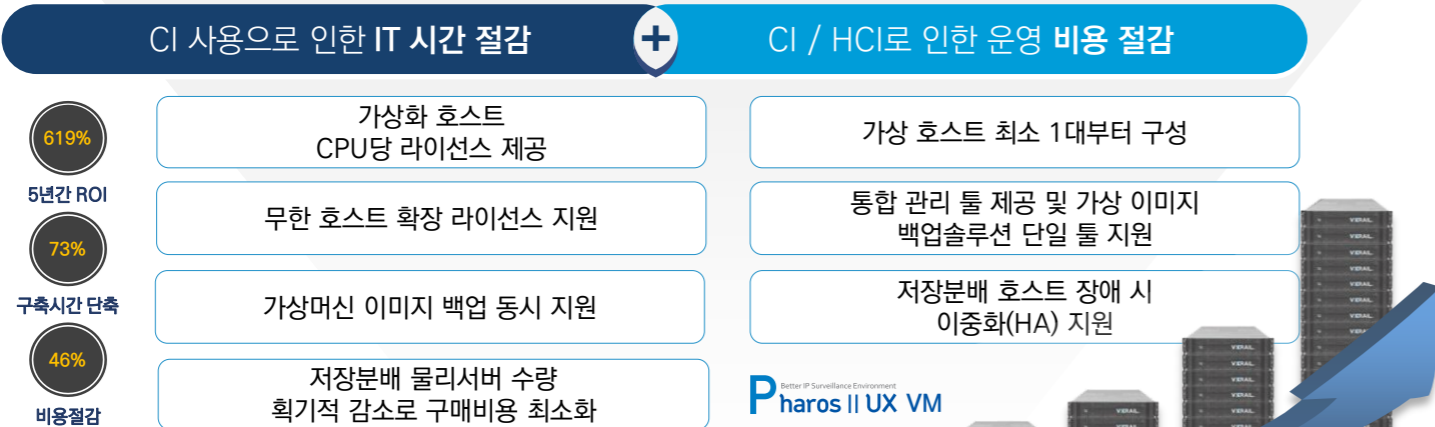 CI 사용으로 인한 IT 시간 절감
+
CI / HCI로 인한 운영 비용 절감
619%
5년간 ROI
73%
구축시간 단축
46%
비용절감
가상화 호스트
CPU당 라이선스 제공
무한 호스트 확장 라이선스 지원
가상머신 이미지 백업 동시 지원
저장분배 물리서버 수량
획기적 감소로 구매비용 최소화
가상 호스트 최소 1대부터 구성
통합 관리 툴 제공 및 가상 이미지
백업솔루션 단일 툴 지원
저장분배 호스트 장애 시
이중화(HA) 지원
Better IP Surveillance Environment
Pharos II UX VM